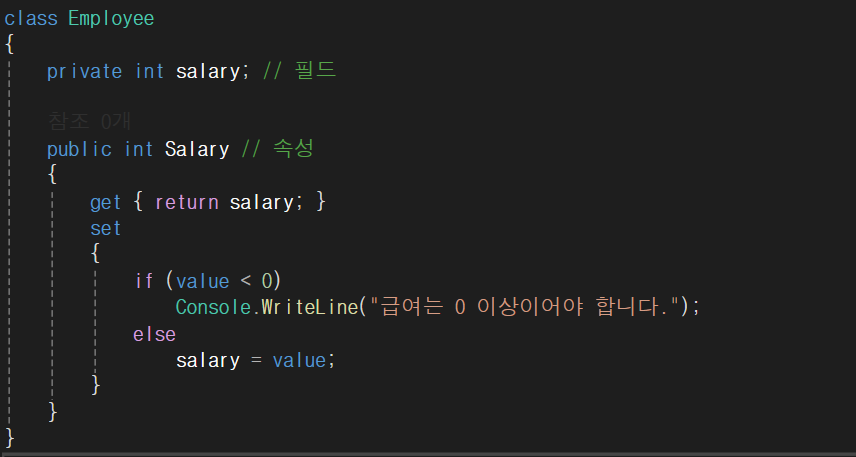 class Employee
{
private int salary; // 필드
참조 0개
public int Salary // 속성
{
get { return salary; }
set
{
if (value < 0)
Console.WriteLine("급여는 0 이상이어야 합니다.");
else
salary = value;
}
}
}